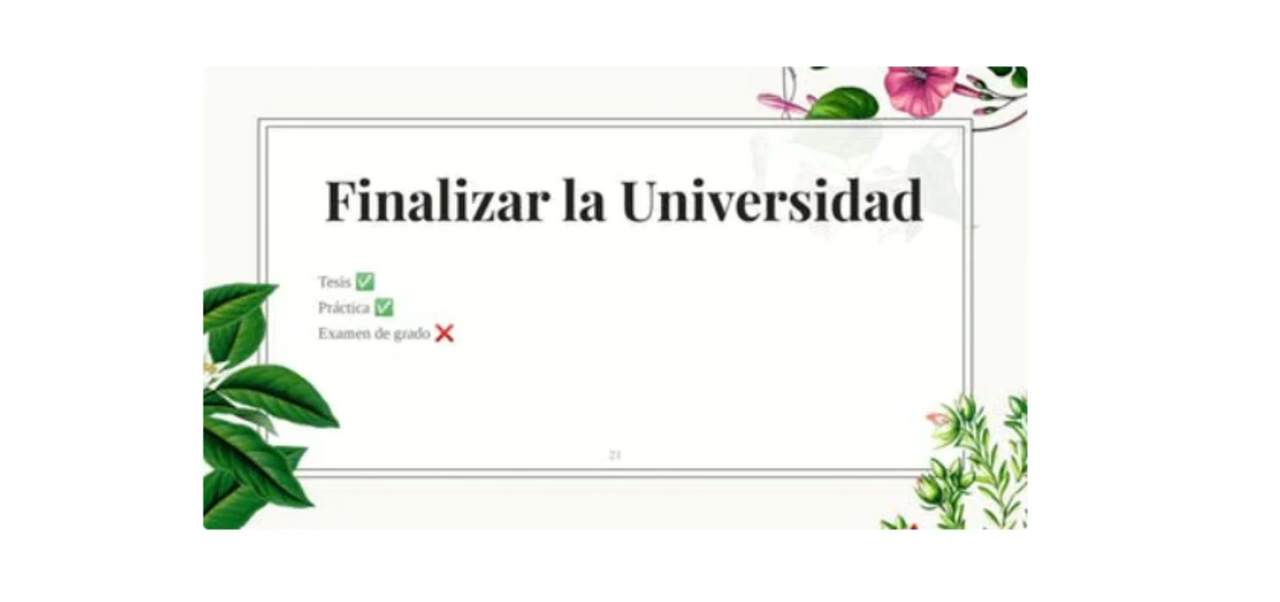 Finalizar la Universidad
Tesis ✅
Práctica ✅
Examen de grado ❌
21